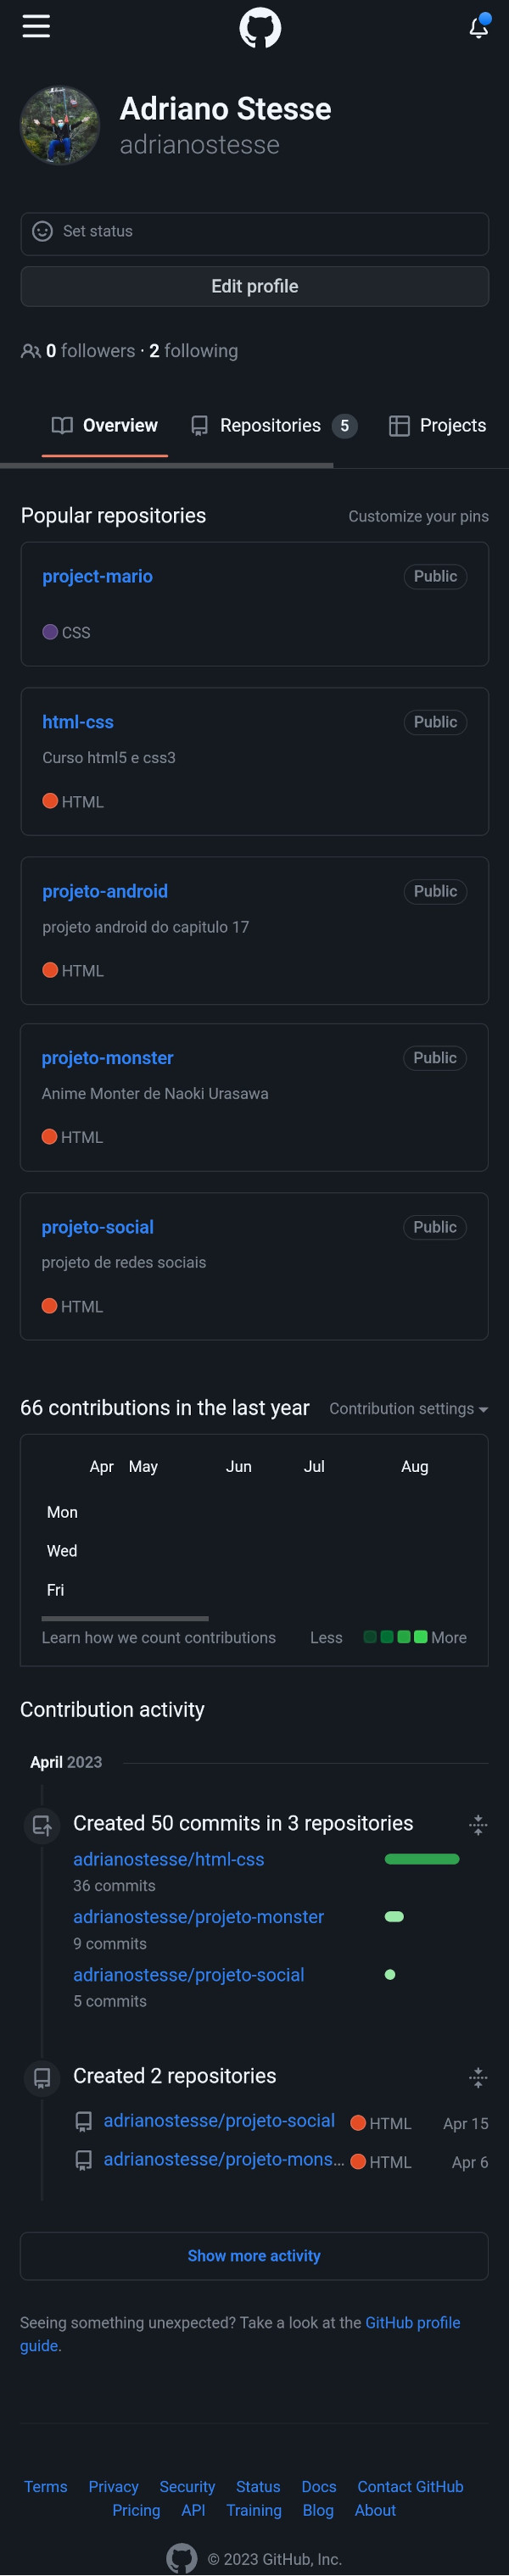 Adriano Stesse
adrianostesse
Set status
Edit profile
0 followers · 2 following
Overview Repositories 5 Projects
Popular repositories Customize your pins
project-mario Public
CSS
html-css Public
Curso html5 e css3
HTML
projeto-android Public
projeto android do capitulo 17
HTML
projeto-monster Public
Anime Monter de Naoki Urasawa
HTML
projeto-social Public
projeto de redes sociais
HTML
66 contributions in the last year Contribution settings
Apr May Jun Jul Aug
Mon
Wed
Fri
Learn how we count contributions Less More
Contribution activity
April 2023
Created 50 commits in 3 repositories
adrianostesse/html-css
36 commits
adrianostesse/projeto-monster
9 commits
adrianostesse/projeto-social
5 commits
Created 2 repositories
adrianostesse/projeto-social HTML Apr 15
adrianostesse/projeto-mons... HTML Apr 6
Show more activity
Seeing something unexpected? Take a look at the GitHub profile
guide.
Terms Privacy Security Status Docs Contact GitHub
Pricing API Training Blog About
© 2023 GitHub, Inc.